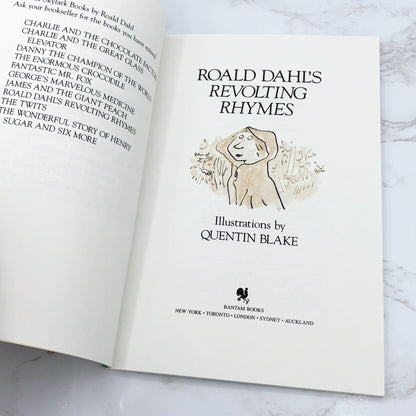 Skylark Books by Roald Dahl
Ask your bookseller for the books you have missed
CHARLIE AND THE CHOCOLATE FACTORY
CHARLIE AND THE GREAT GLASS
ELEVATOR
DANNY THE CHAMPION OF THE WORLD
THE ENORMOUS CROCODILE
FANTASTIC MR. FOX
GEORGE'S MARVELOUS MEDICINE
JAMES AND THE GIANT PEACH
ROALD DAHL'S REVOLTING RHYMES
THE TWITS
THE WONDERFUL STORY OF HENRY
SUGAR AND SIX MORE
ROALD DAHL'S
REVOLTING
RHYMES
Illustrations by
QUENTIN BLAKE
BANTAM BOOKS
NEW YORK • TORONTO • LONDON • SYDNEY • AUCKLAND